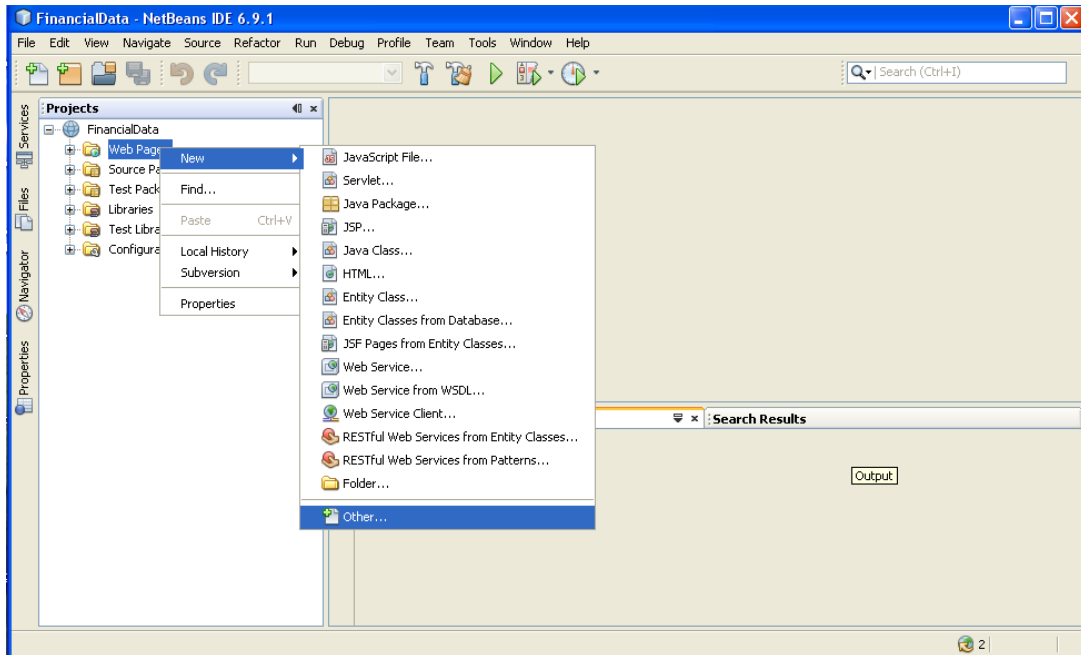 FinancialData - NetBeans IDE 6.9.1
File Edit View Navigate Source Refactor Run Debug Profile Team Tools Window Help
Search (Ctrl+I)
Services
Files
Navigator
Properties
Projects
FinancialData
Web Page
Source Pa
Test Pack
Libraries
Test Libra
Configura
New
Find...
Paste Ctrl+V
Local History
Subversion
Properties
JavaScript File...
Servlet...
Java Package...
JSP...
Java Class...
HTML...
Entity Class...
Entity Classes from Database...
JSF Pages from Entity Classes...
Web Service...
Web Service from WSDL...
Web Service Client...
RESTful Web Services from Entity Classes...
RESTful Web Services from Patterns...
Folder...
Other...
Search Results
Output
2